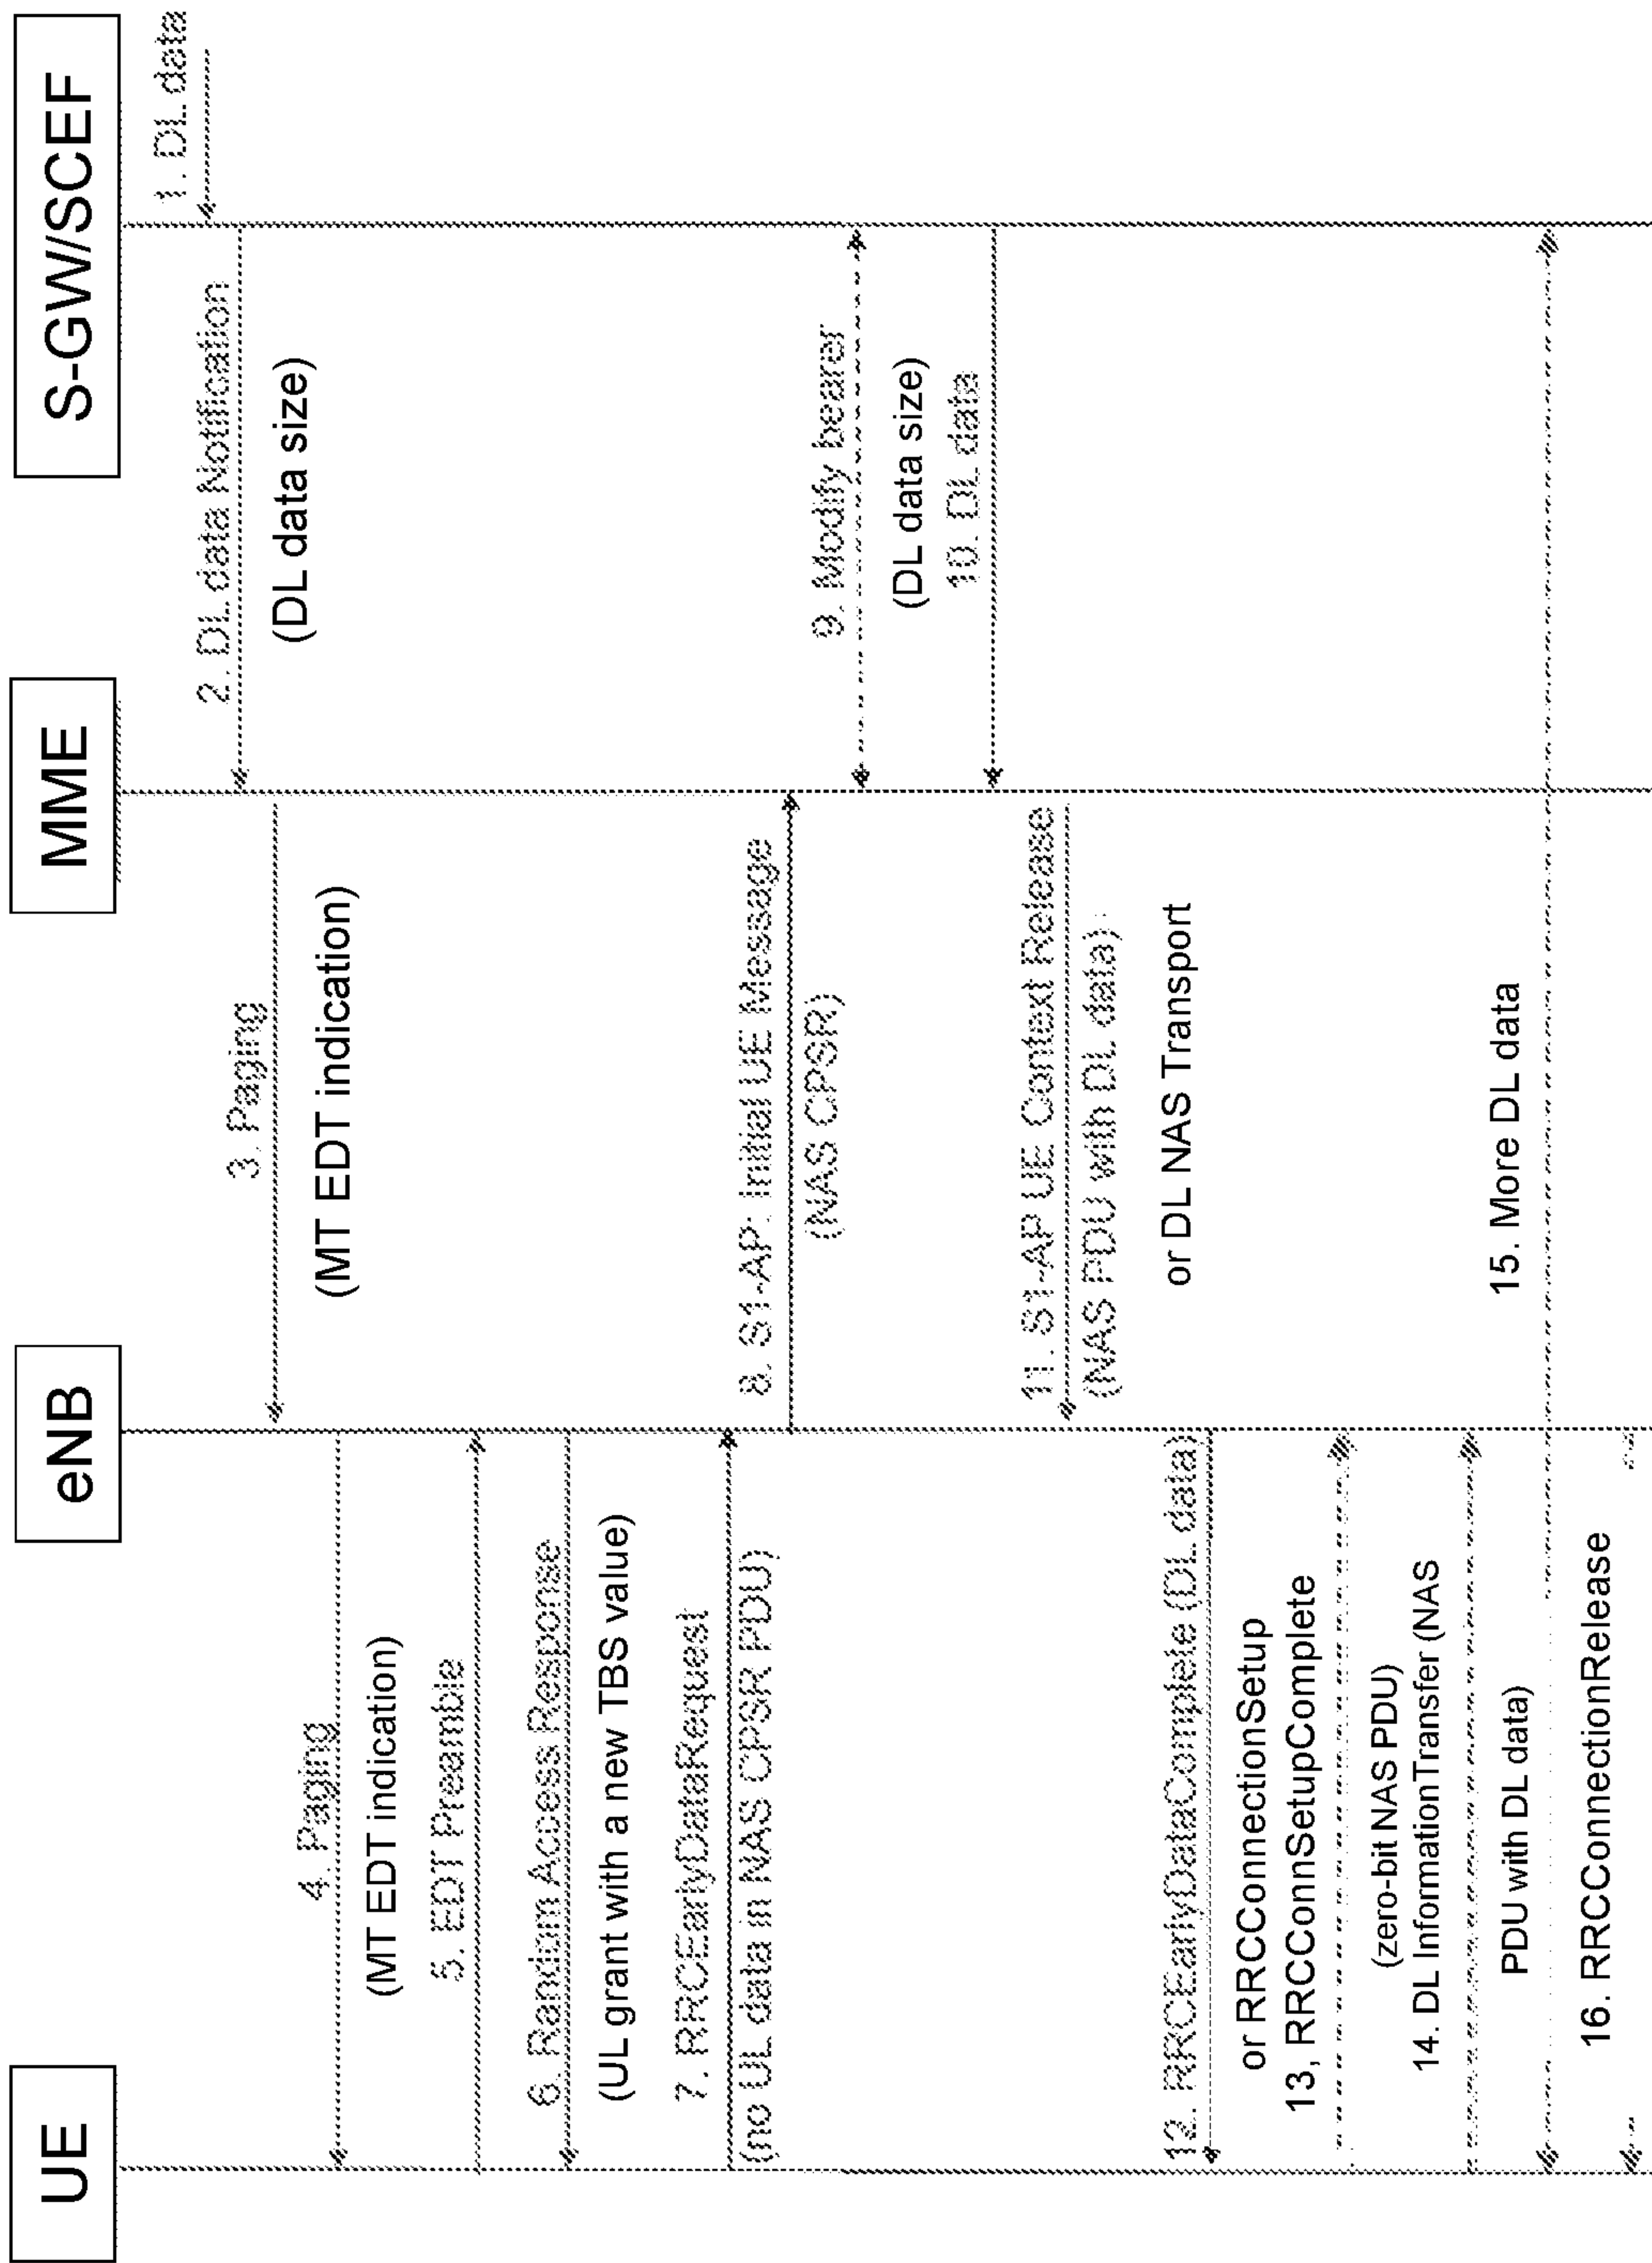 UE
eNB
MME
S-GW/SCEF
1. DL data
2. DL data Notification
(DL data size)
3. Paging
(MT EDT indication)
4. Paging
(MT EDT indication)
5. EDT Preamble
6. Random Access Response
(UL grant with a new TBS value)
7. RRCEarlyDataRequest
(no UL data in NAS CPSR PDU)
8. S1-AP: Initial UE Message
(NAS CPSR)
9. Modify bearer
(DL data size)
10. DL data
11. S1-AP UE Context Release
(NAS PDU with DL data)
or DL NAS Transport
12. RRCEarlyDataComplete (DL data)
or RRCConnectionSetup
13, RRCConnSetupComplete
(zero-bit NAS PDU)
14. DL InformationTransfer (NAS
PDU with DL data)
15. More DL data
16. RRCConnectionRelease